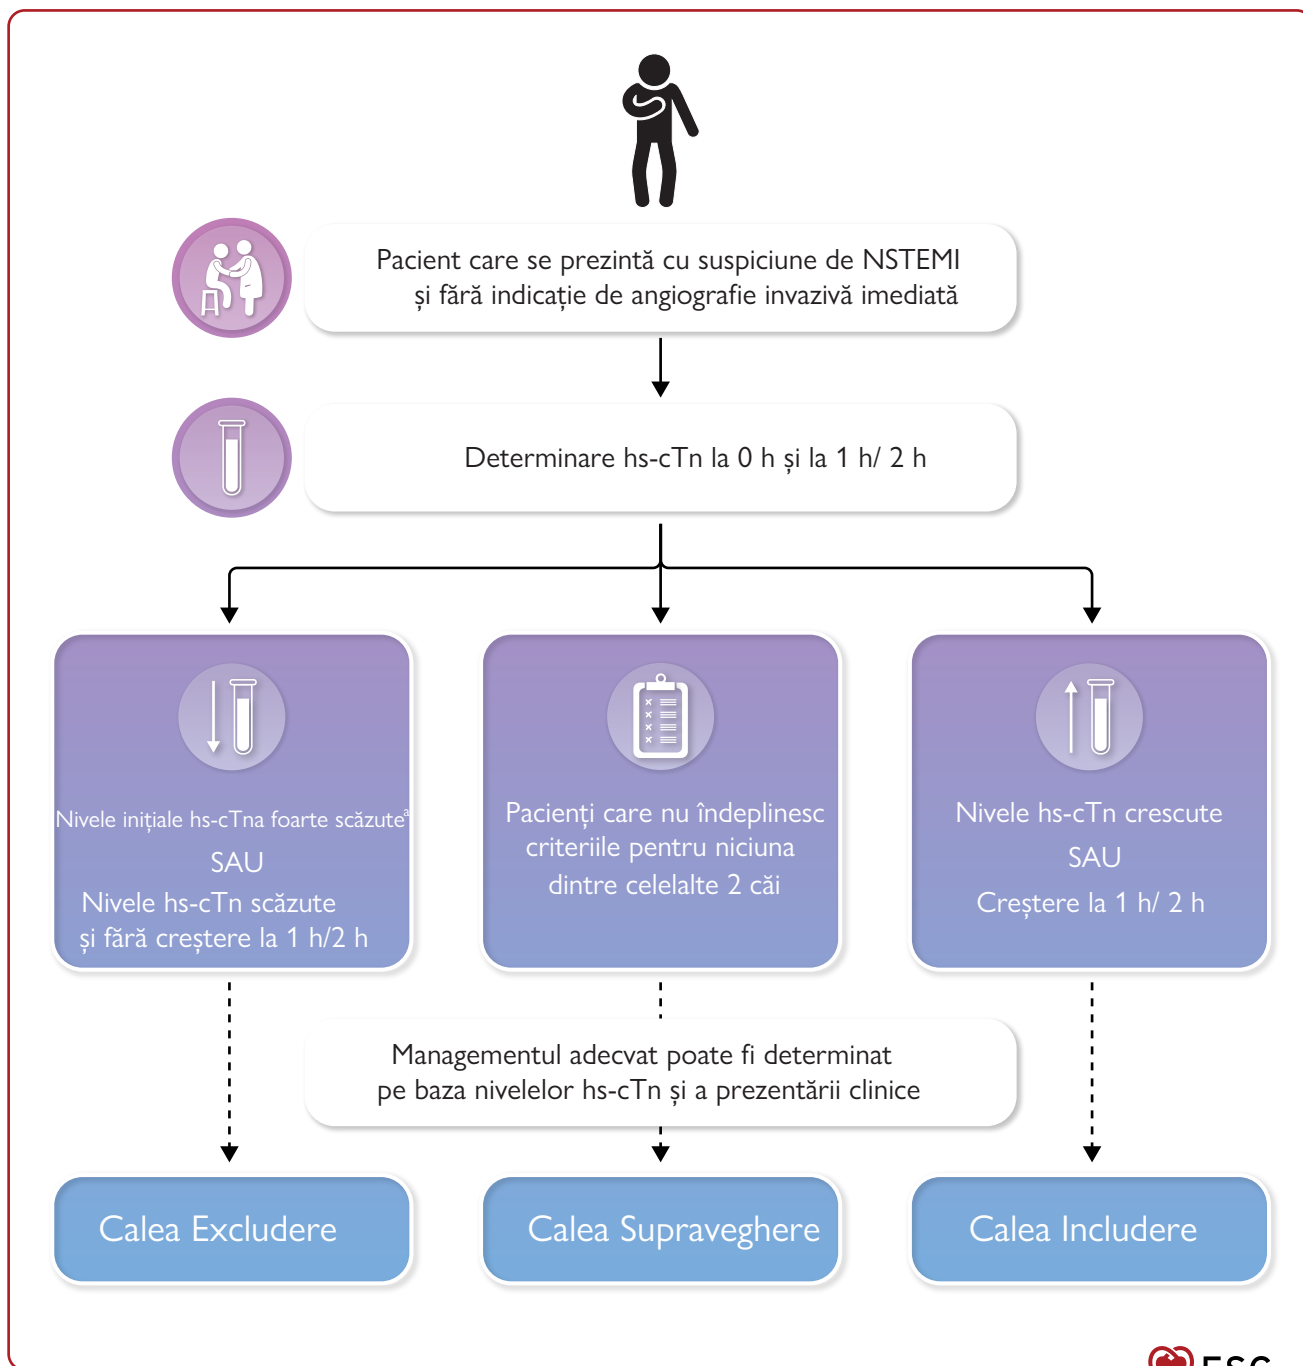 Pacient care se prezintă cu suspiciune de NSTEMI
și fără indicație de angiografie invazivă imediată
Determinare hs-cTn la 0 h și la 1 h/ 2 h
Nivele inițiale hs-cTna foarte scăzuteª
SAU
Nivele hs-cTn scăzute
și fără creștere la 1 h/2 h
Pacienți care nu îndeplinesc
criteriile pentru niciuna
dintre celelalte 2 căi
Nivele hs-cTn crescute
SAU
Creștere la 1 h/ 2 h
Managementul adecvat poate fi determinat
pe baza nivelelor hs-cTn și a prezentării clinice
Calea Excludere
Calea Supraveghere
Calea Includere
ESC